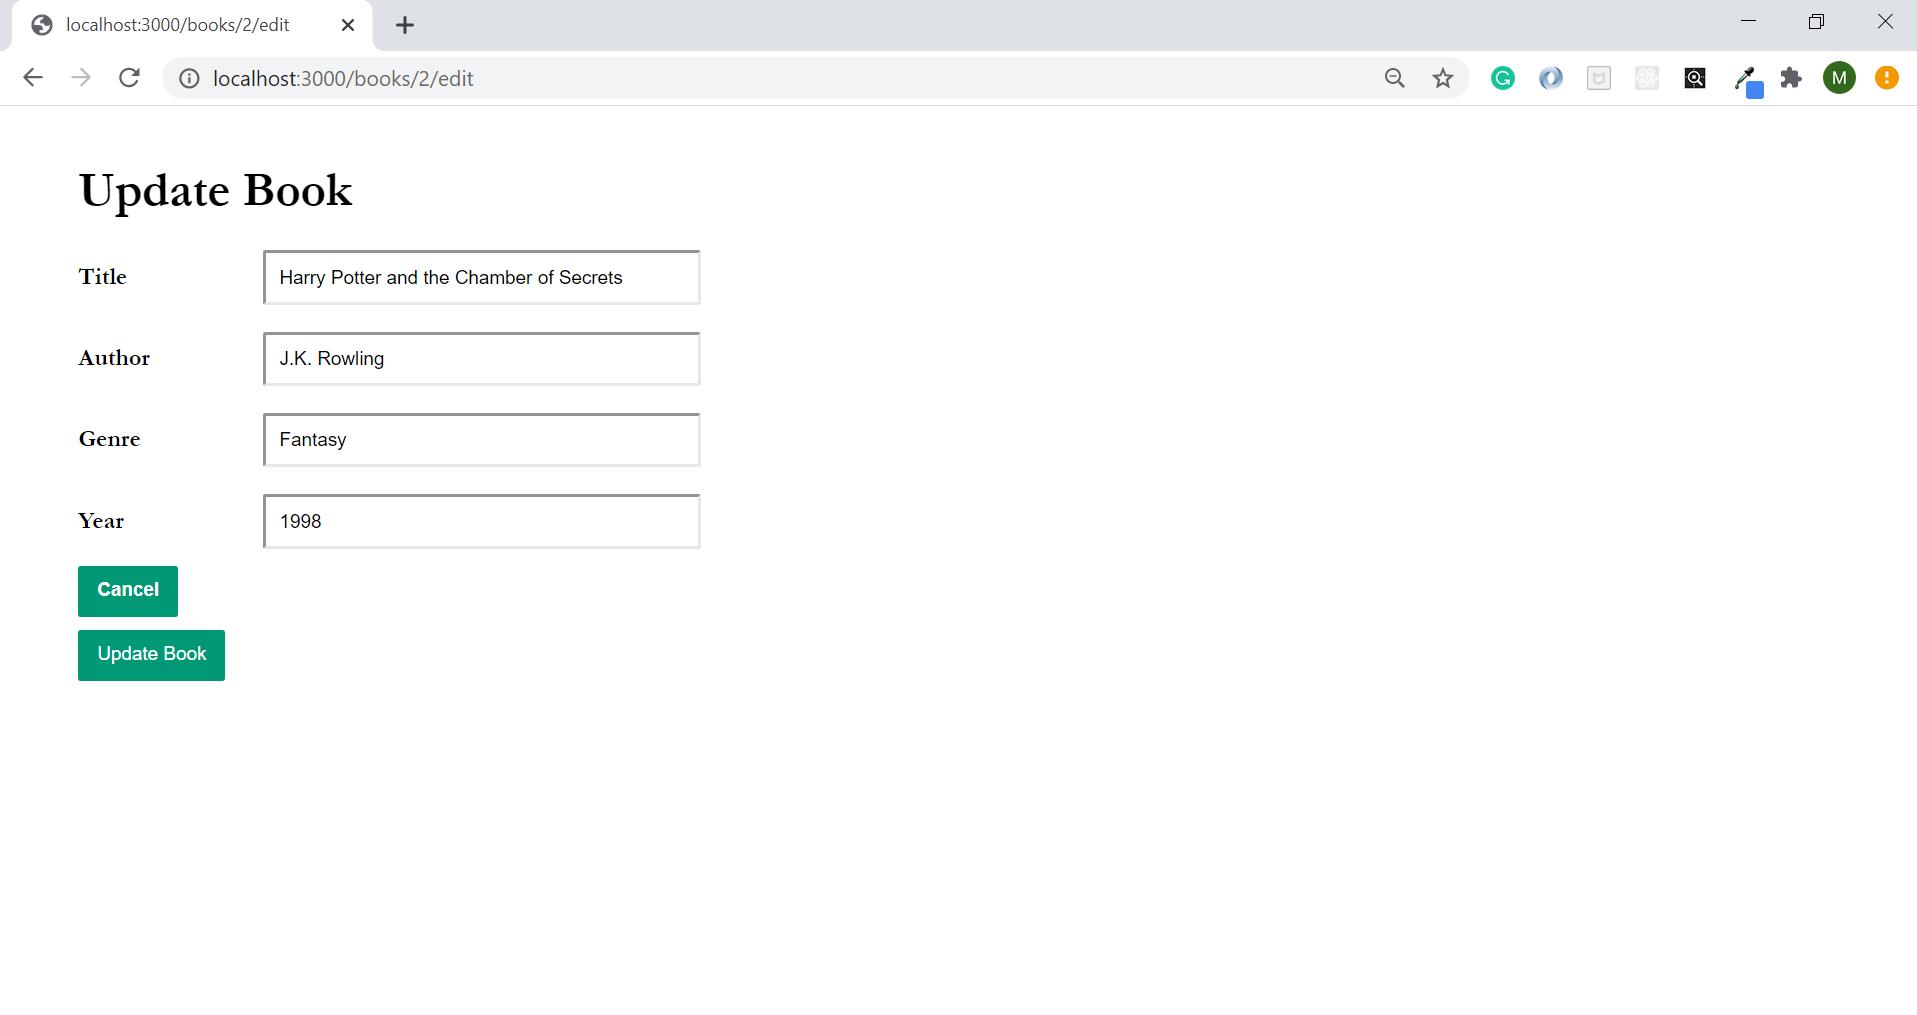 localhost:3000/books/2/edit
localhost:3000/books/2/edit
M
Update Book
Title
Harry Potter and the Chamber of Secrets
Author
J.K. Rowling
Genre
Fantasy
Year
1998
Cancel
Update Book